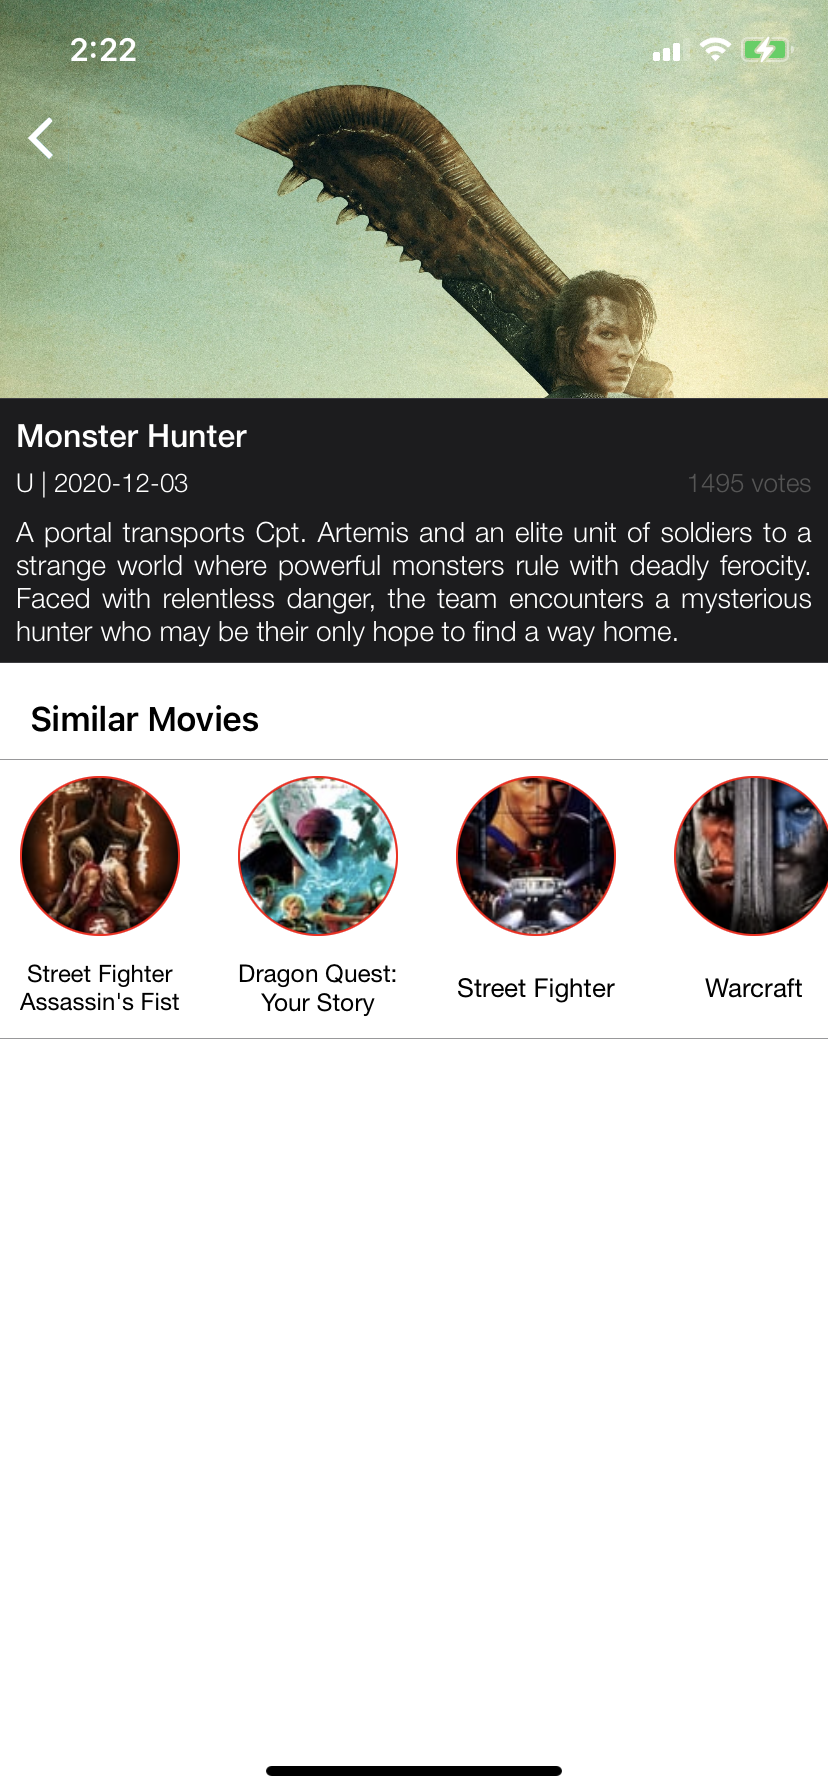 2:22
Monster Hunter
U | 2020-12-03
1495 votes
A portal transports Cpt. Artemis and an elite unit of soldiers to a
strange world where powerful monsters rule with deadly ferocity.
Faced with relentless danger, the team encounters a mysterious
hunter who may be their only hope to find a way home.
Similar Movies
Street Fighter
Assassin's Fist
Dragon Quest:
Your Story
Street Fighter
Warcraft